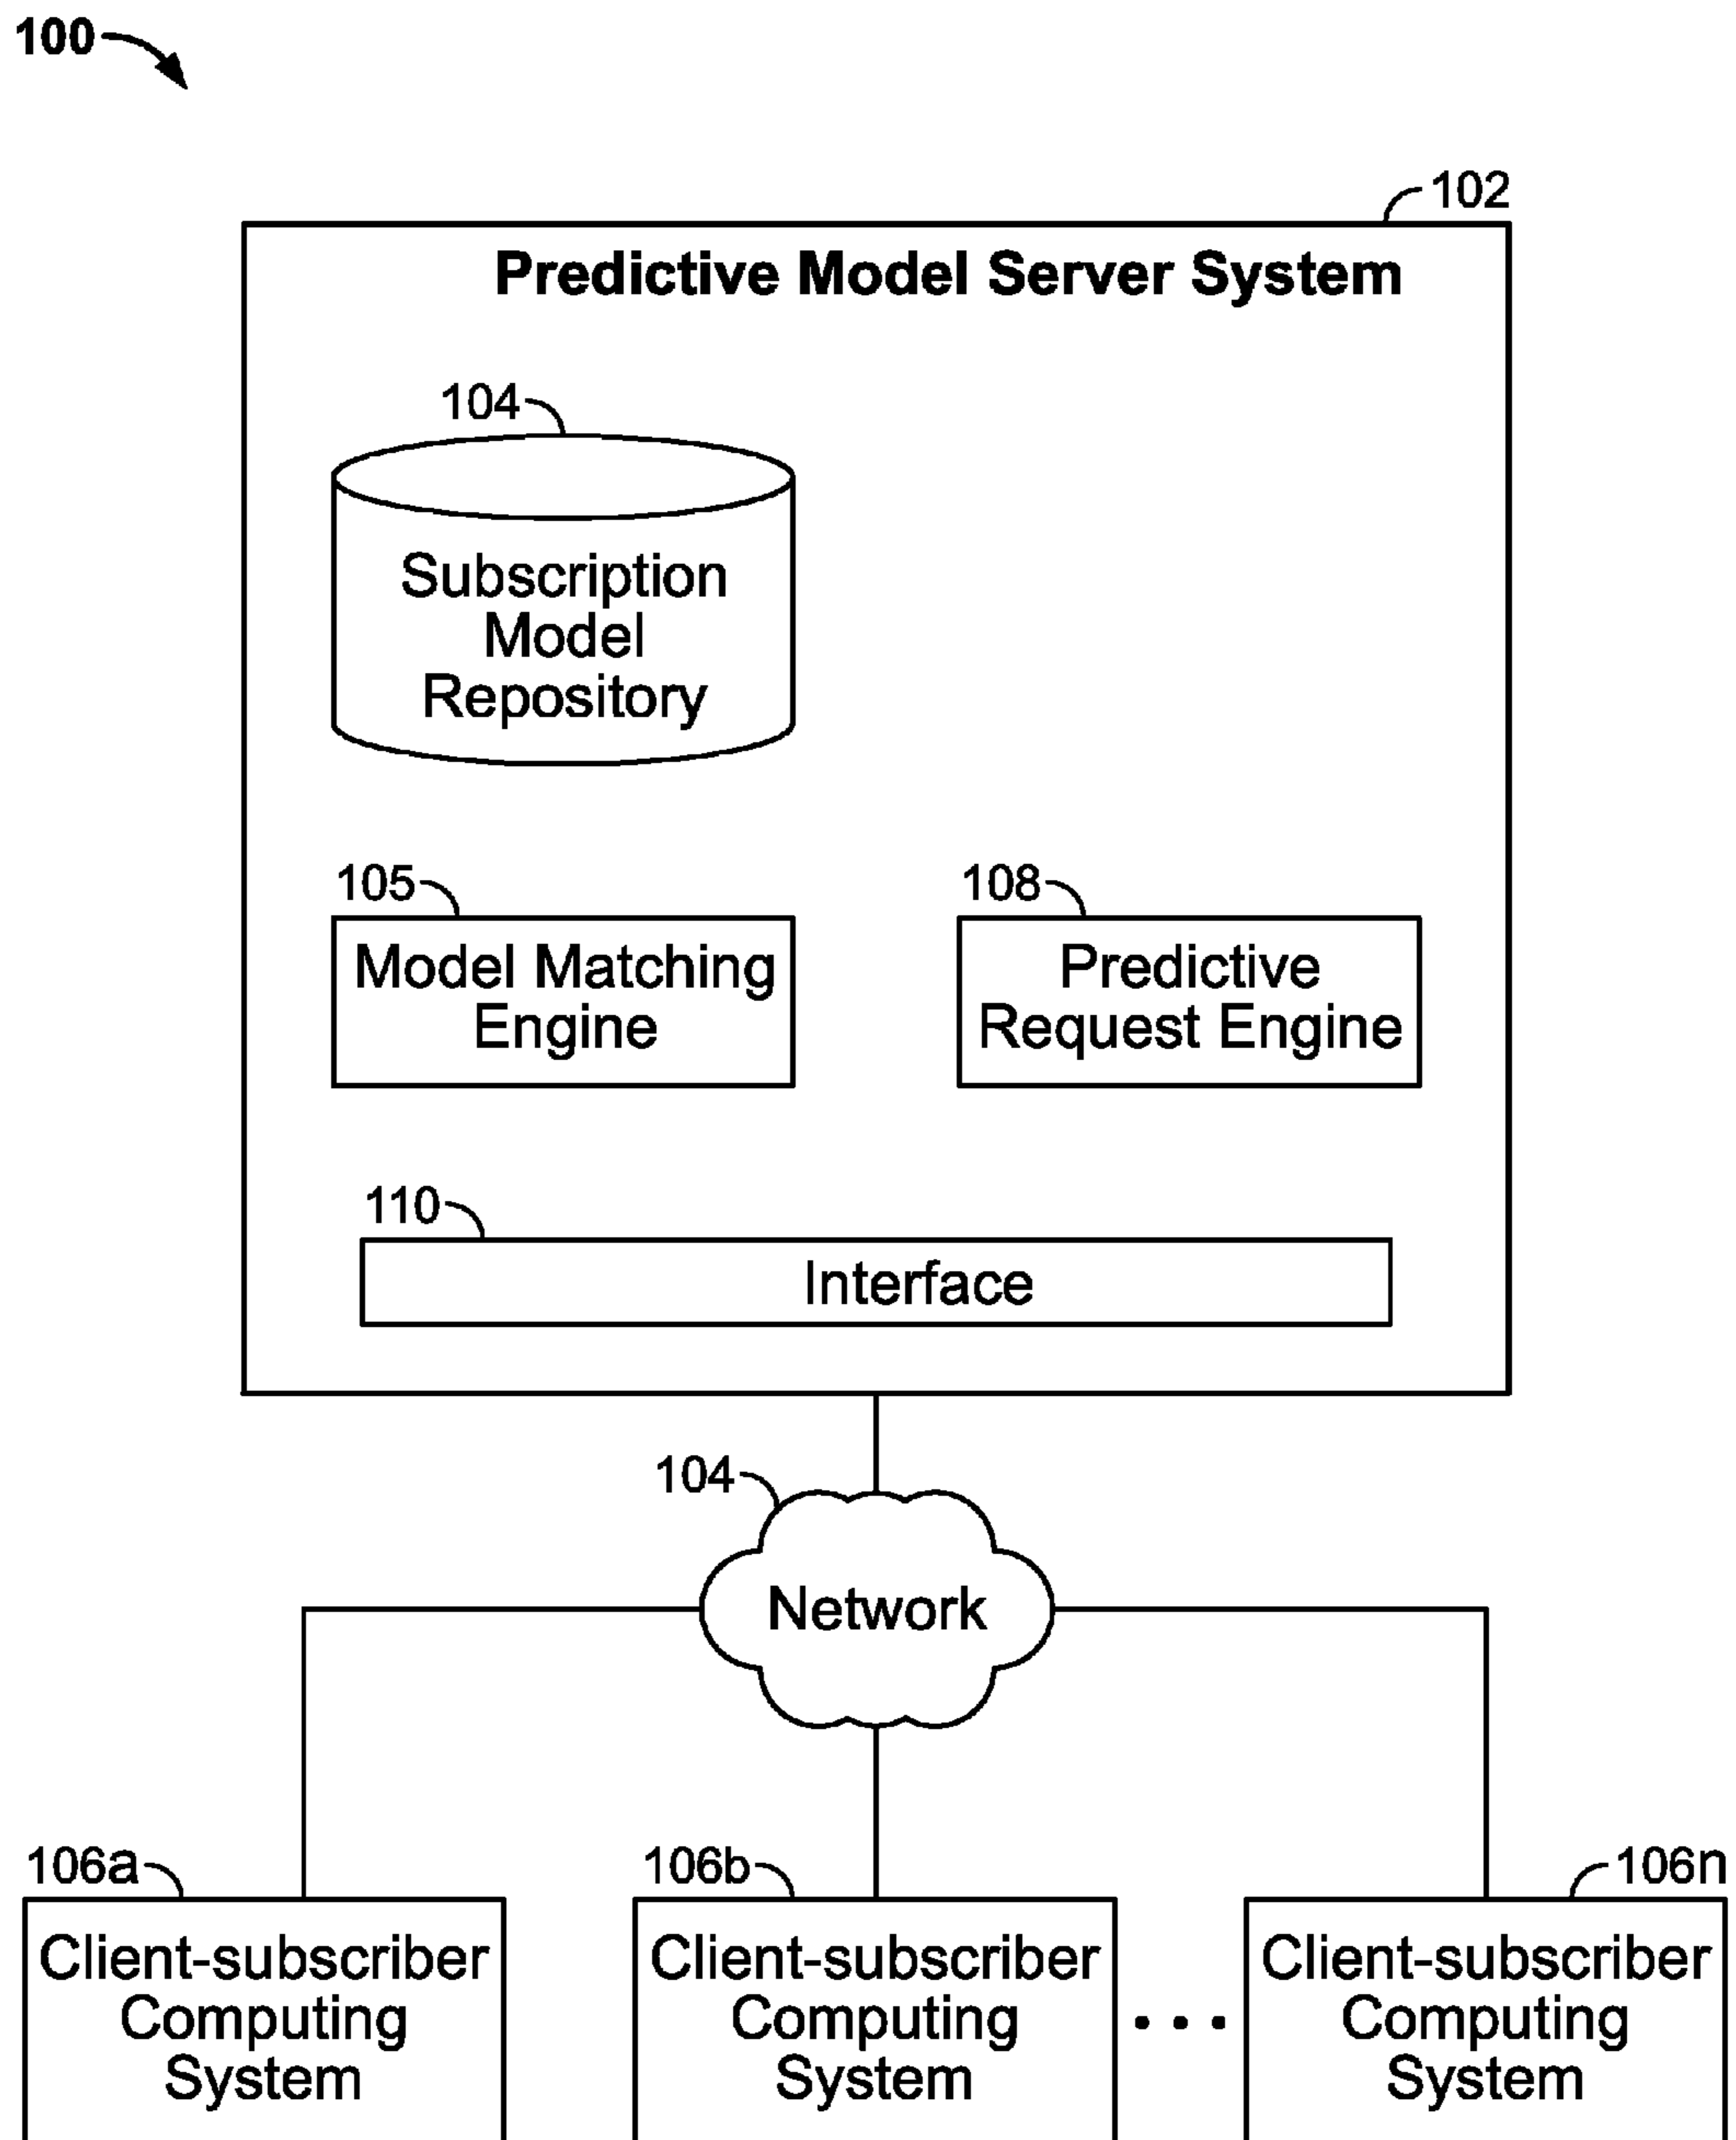 100
102
Predictive Model Server System
104
Subscription
Model
Repository
105
Model Matching
Engine
108
Predictive
Request Engine
110
Interface
104
Network
106a
Client-subscriber
Computing
System
106b
Client-subscriber
Computing
System
...
106n
Client-subscriber
Computing
System